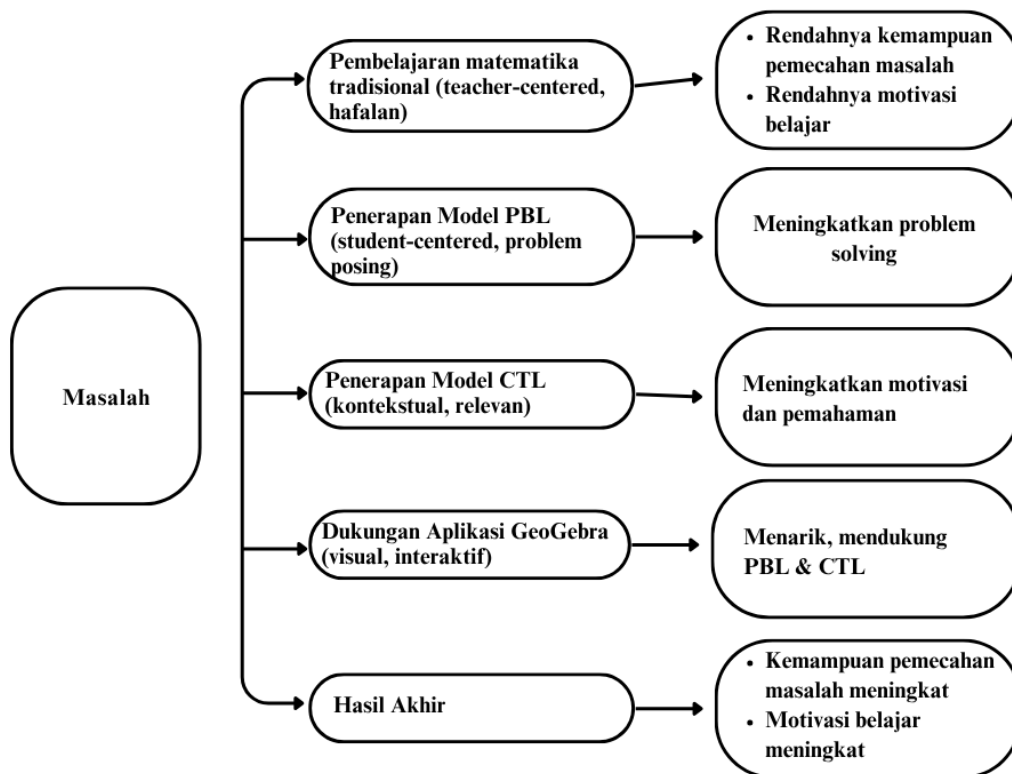 Pembelajaran matematika
tradisional (teacher-centered,
hafalan)
• Rendahnya kemampuan
pemecahan masalah
• Rendahnya motivasi
belajar
Penerapan Model PBL
(student-centered, problem
posing)
Meningkatkan problem
solving
Masalah
Penerapan Model CTL
(kontekstual, relevan)
Meningkatkan motivasi
dan pemahaman
Dukungan Aplikasi GeoGebra
(visual, interaktif)
Menarik, mendukung
PBL & CTL
Hasil Akhir
• Kemampuan pemecahan
masalah meningkat
• Motivasi belajar
meningkat